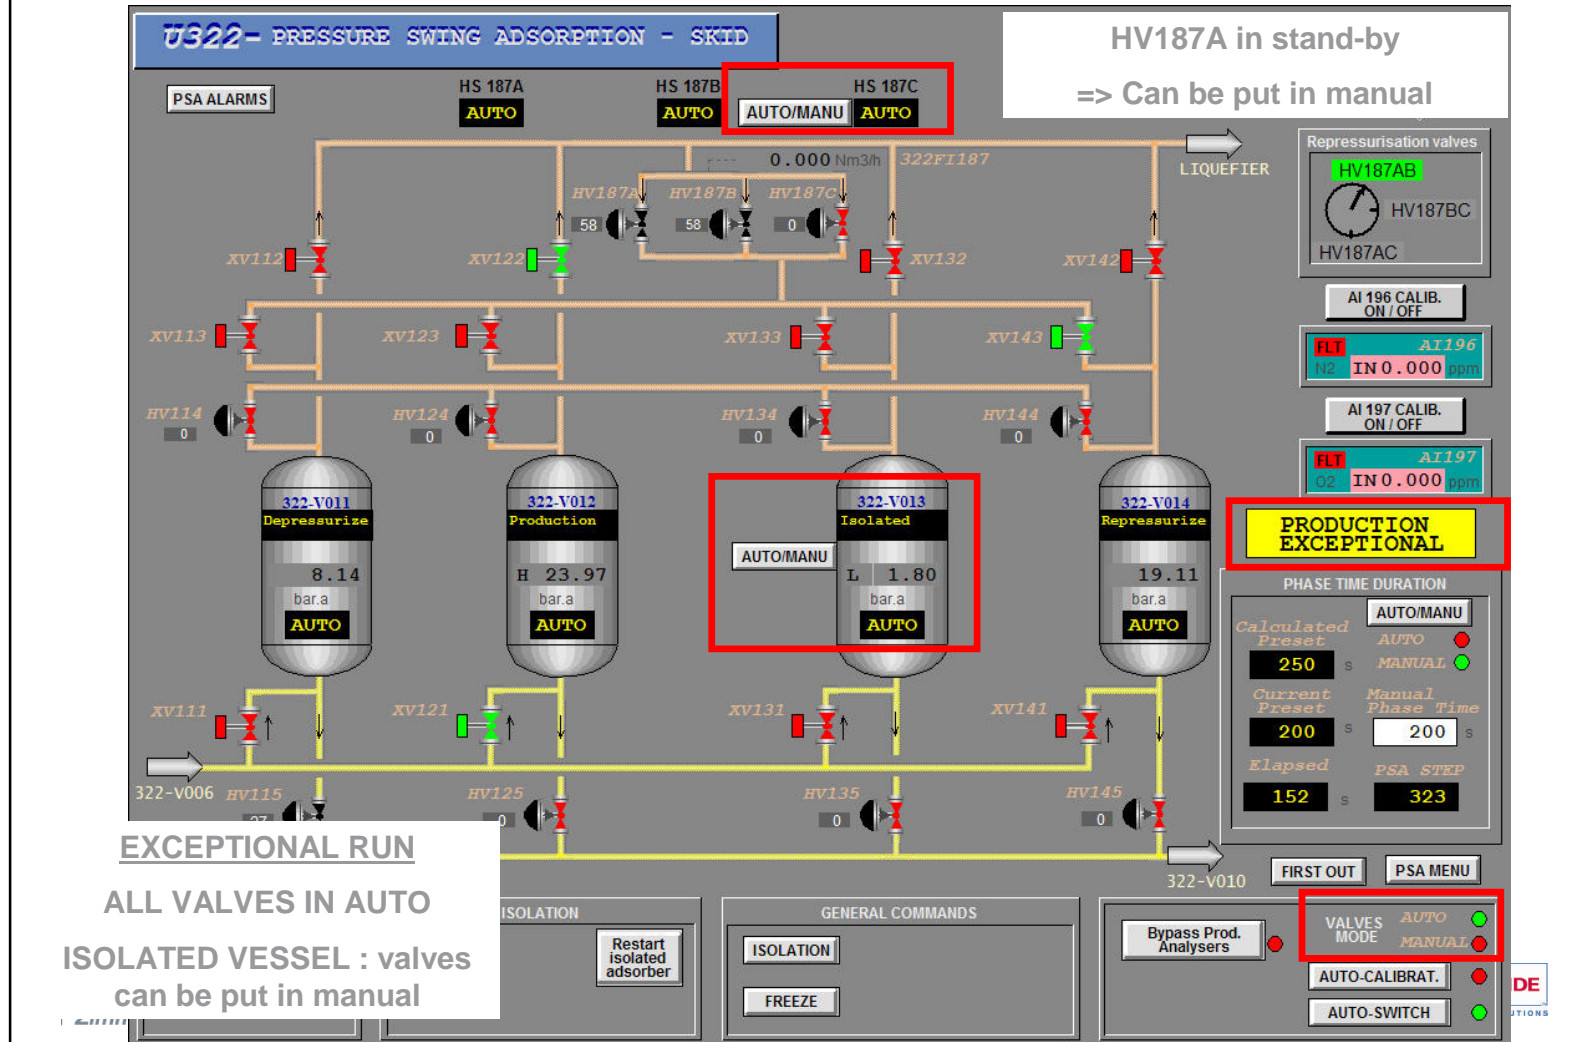 U322- PRESSURE SWING ADSORPTION - SKID
HV187A in stand-by
=> Can be put in manual
PSA ALARMS
HS 187A
AUTO
HS 187B
AUTO
AUTO/MANU
HS 187C
AUTO
0.000 Nm3/h
322FI187
LIQUEFIER
Repressurisation valves
HV187AB
HV187BC
HV187AC
HV187A
HV187B
HV187C
58
58
0
XV112
XV122
XV132
XV142
AI 196 CALIB.
ON / OFF
XV113
XV123
XV133
XV143
FLT
AI196
N2
IN 0.000 ppm
AI 197 CALIB.
ON / OFF
HV114
0
HV124
0
HV134
0
HV144
0
FLT
AI197
O2
IN 0.000 ppm
322-V011
Depressurize
8.14
bar.a
AUTO
322-V012
Production
H 23.97
bar.a
AUTO
AUTO/MANU
322-V013
Isolated
L 1.80
bar.a
AUTO
322-V014
Repressurize
19.11
bar.a
AUTO
PRODUCTION
EXCEPTIONAL
PHASE TIME DURATION
AUTO/MANU
Calculated
Preset
250 s
AUTO
MANUAL
Current
Preset
200 s
Manual
Phase Time
200 s
Elapsed
152 s
PSA STEP
323
XV111
XV121
XV131
XV141
322-V006
HV115
HV125
0
HV135
0
HV145
0
322-V010
FIRST OUT
PSA MENU
EXCEPTIONAL RUN
ALL VALVES IN AUTO
ISOLATED VESSEL : valves
can be put in manual
ISOLATION
Restart
isolated
adsorber
GENERAL COMMANDS
ISOLATION
FREEZE
Bypass Prod.
Analysers
VALVES
MODE
AUTO
MANUAL
AUTO-CALIBRAT.
AUTO-SWITCH
DE